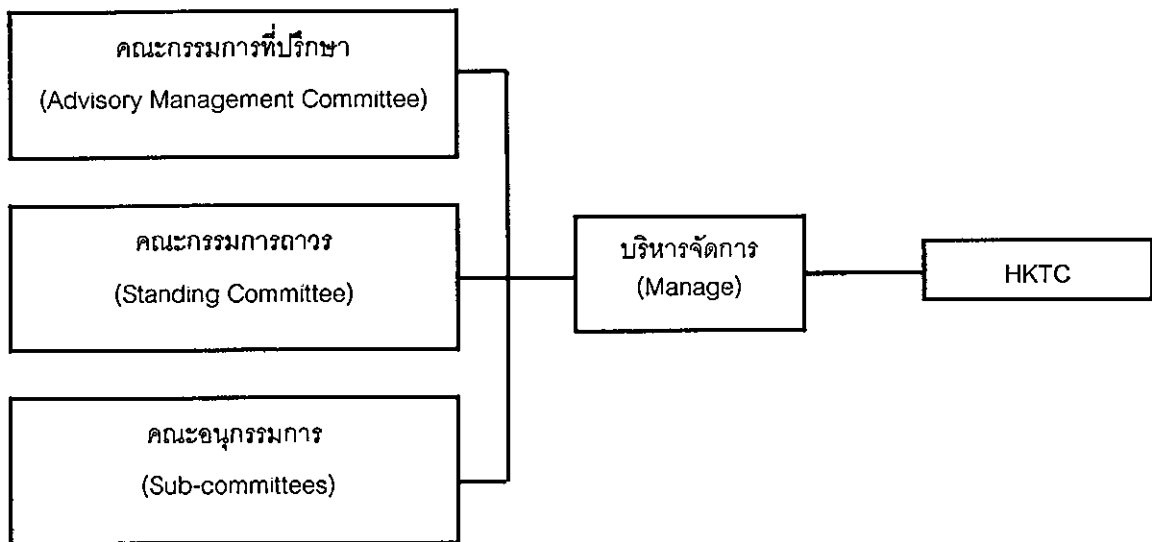 คณะกรรมการที่ปรึกษา
(Advisory Management Committee)
คณะกรรมการถาวร
(Standing Committee)
คณะอนุกรรมการ
(Sub-committees)
บริหารจัดการ
(Manage)
HKTC